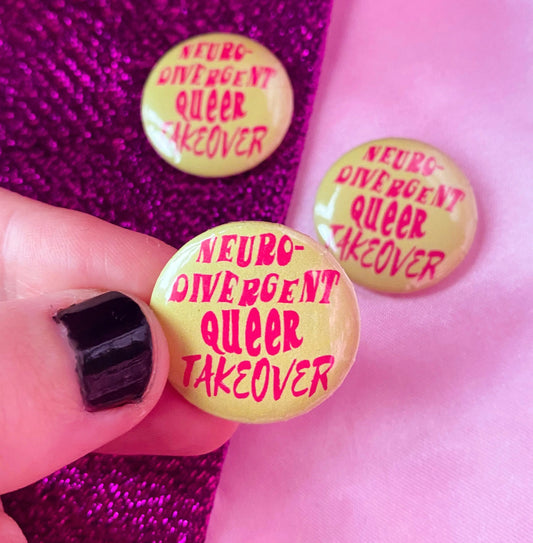 NEURO-
DIVERGENT
QUEER
TAKEOVER
NEURO-
DIVERGENT
QUEER
TAKEOVER
NEURO-
DIVERGENT
QUEER
TAKEOVER